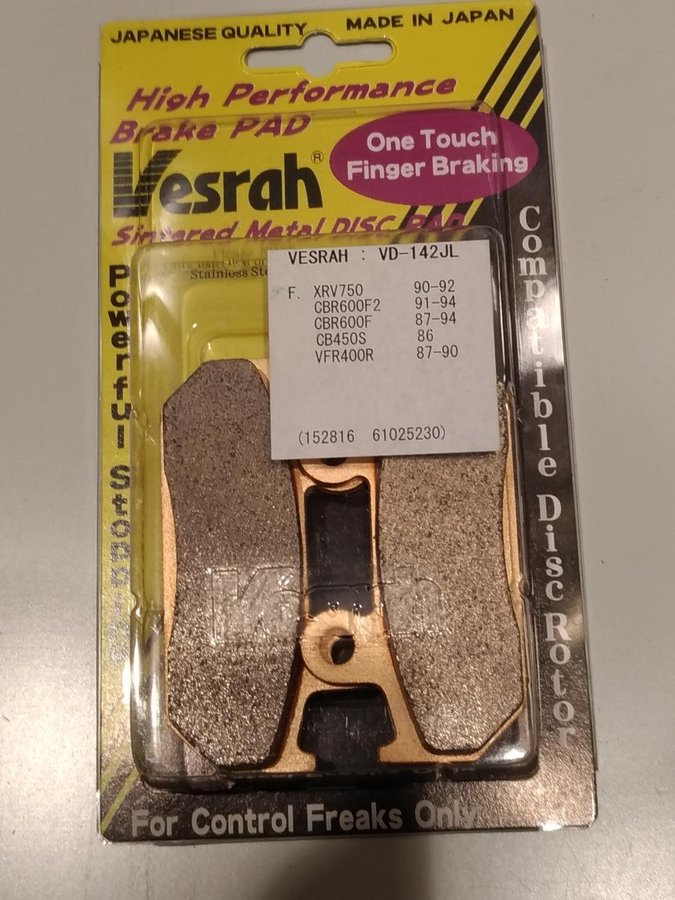 JAPANESE QUALITY
MADE IN JAPAN
High Performance
Brake PAD
One Touch
Finger Braking
Vesrah®
Sintered Metal DISC PAD
Stainless
VESRAH : VD-142JL
F. XRV750 90-92
CBR600F2 91-94
CBR600F 87-94
CB450S 86
VFR400R 87-90
(152816 61025230)
Powerful
Compatible Disc Rotor
Vesrah
For Control Freaks Only